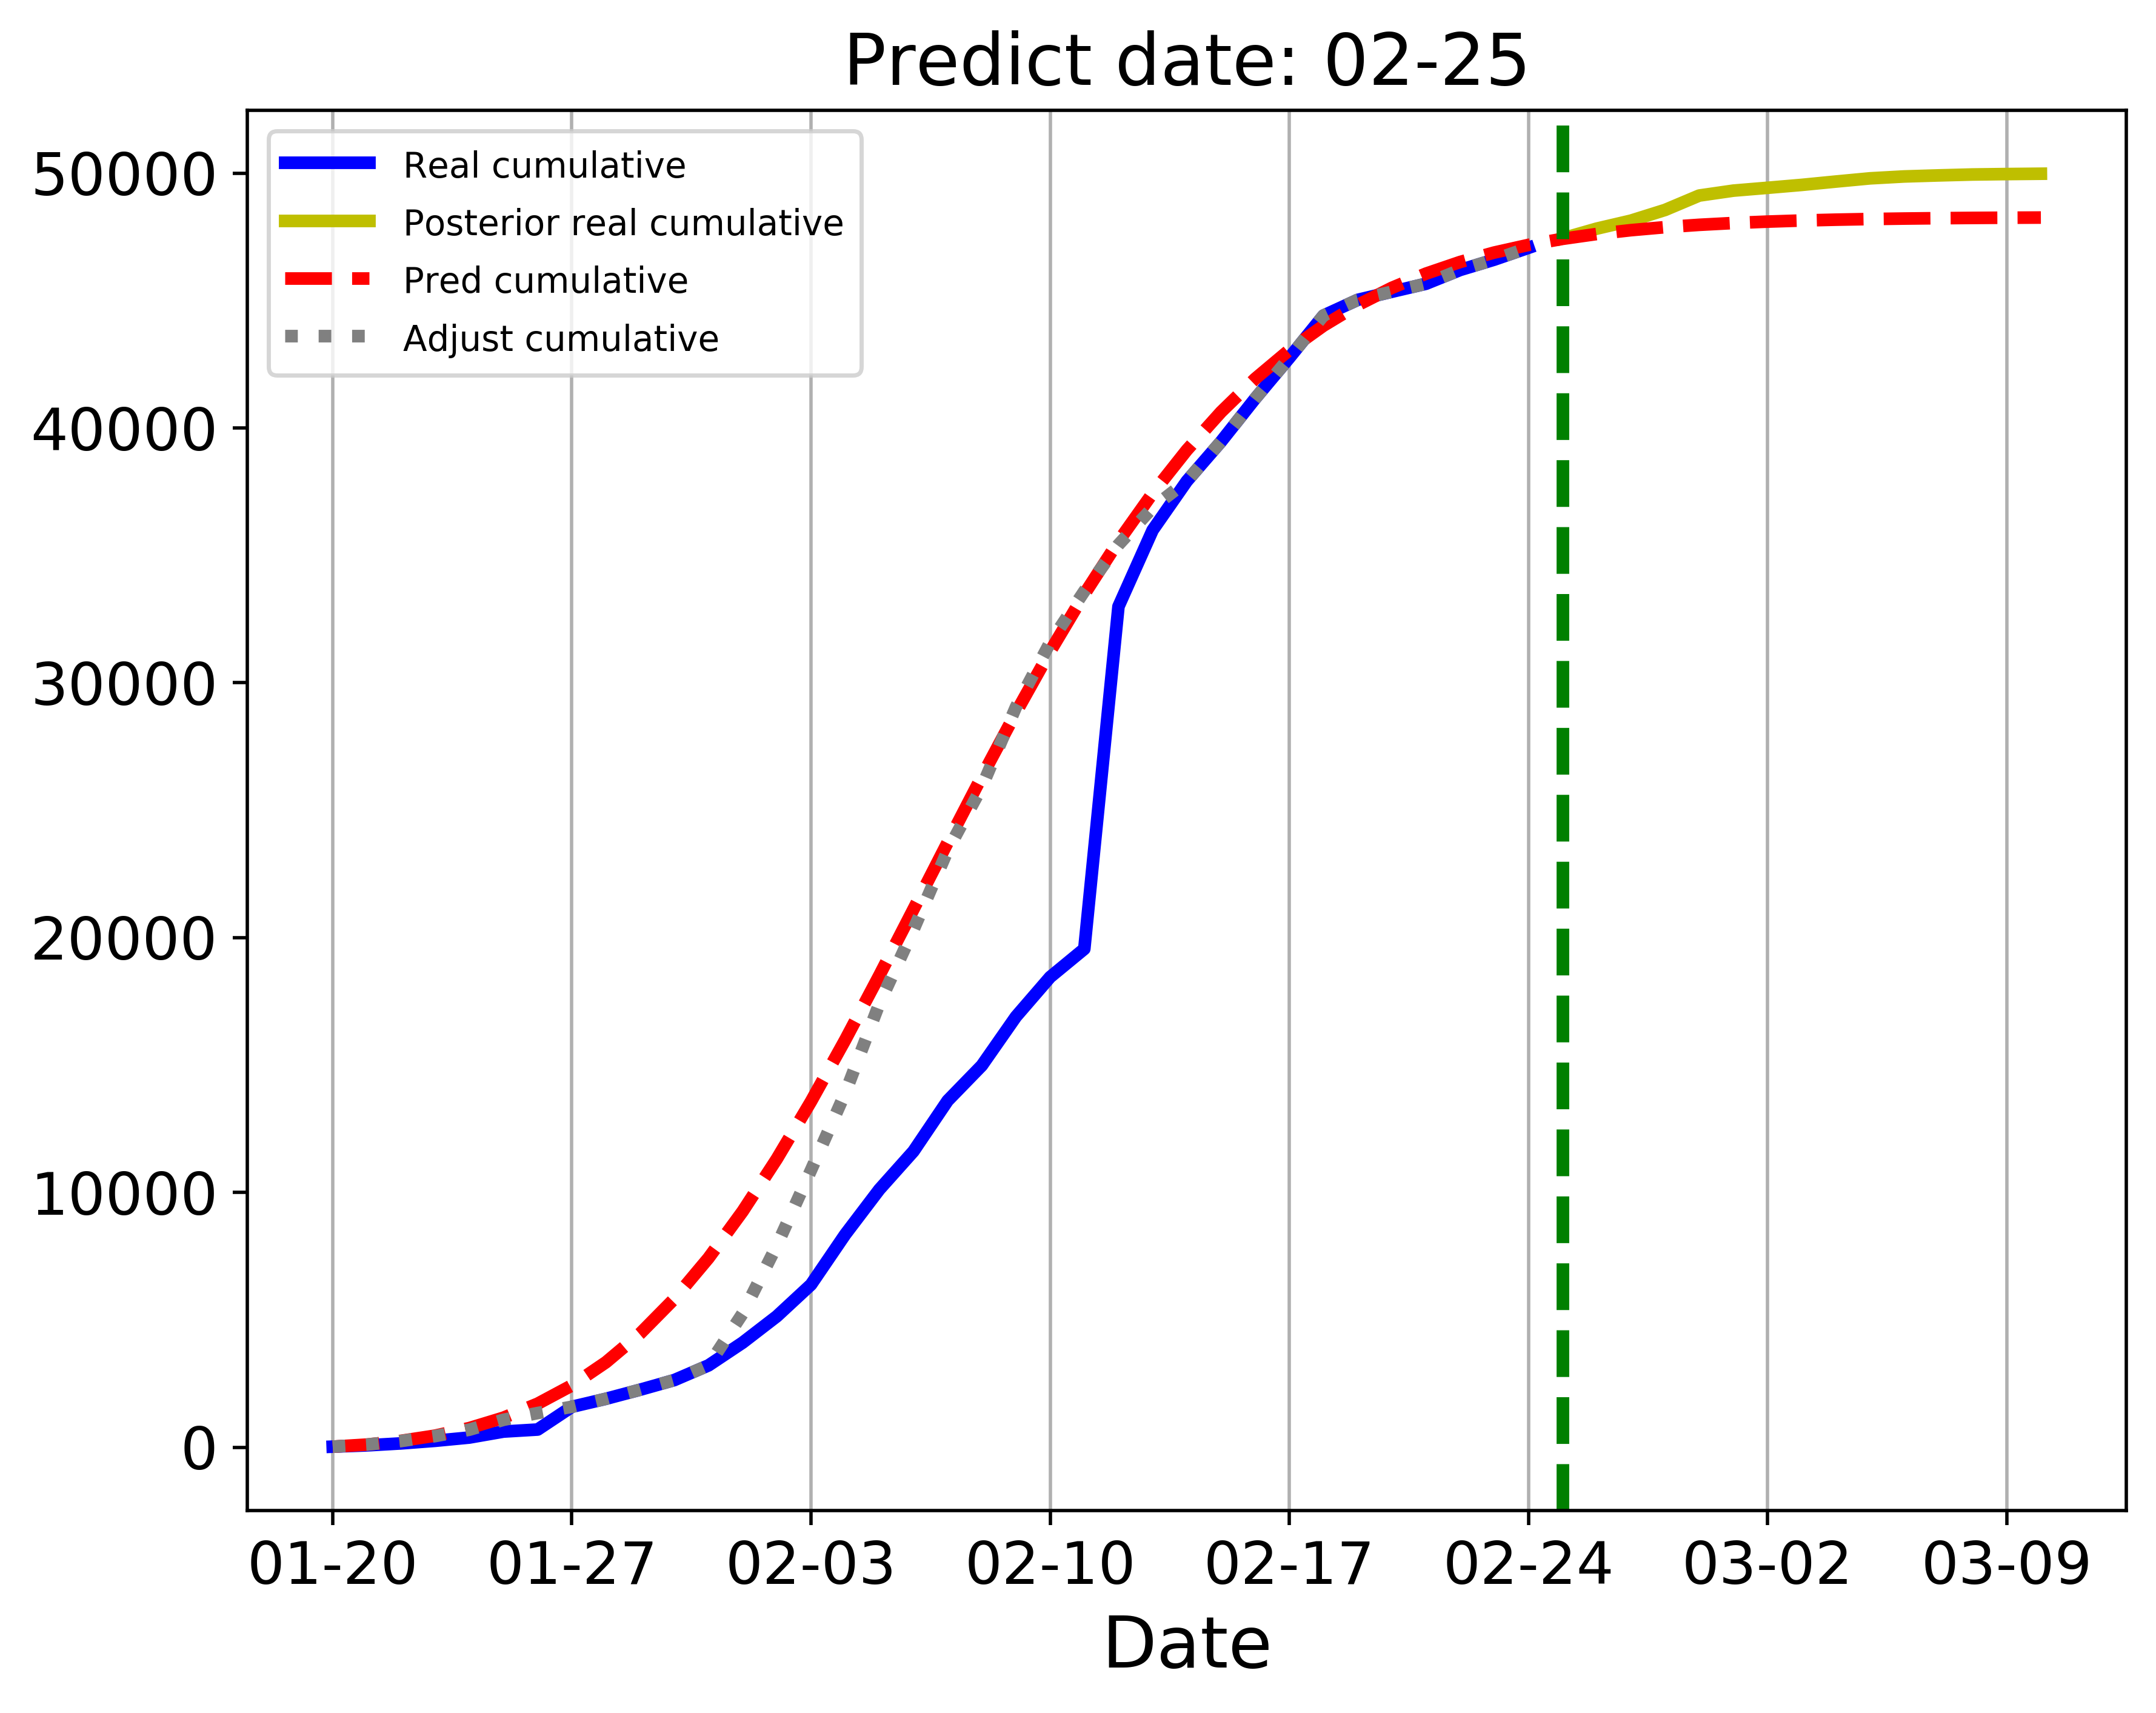 Predict date: 02-25
Real cumulative
Posterior real cumulative
Pred cumulative
Adjust cumulative
50000
40000
30000
20000
10000
0
01-20 01-27 02-03 02-10 02-17 02-24 03-02 03-09
Date